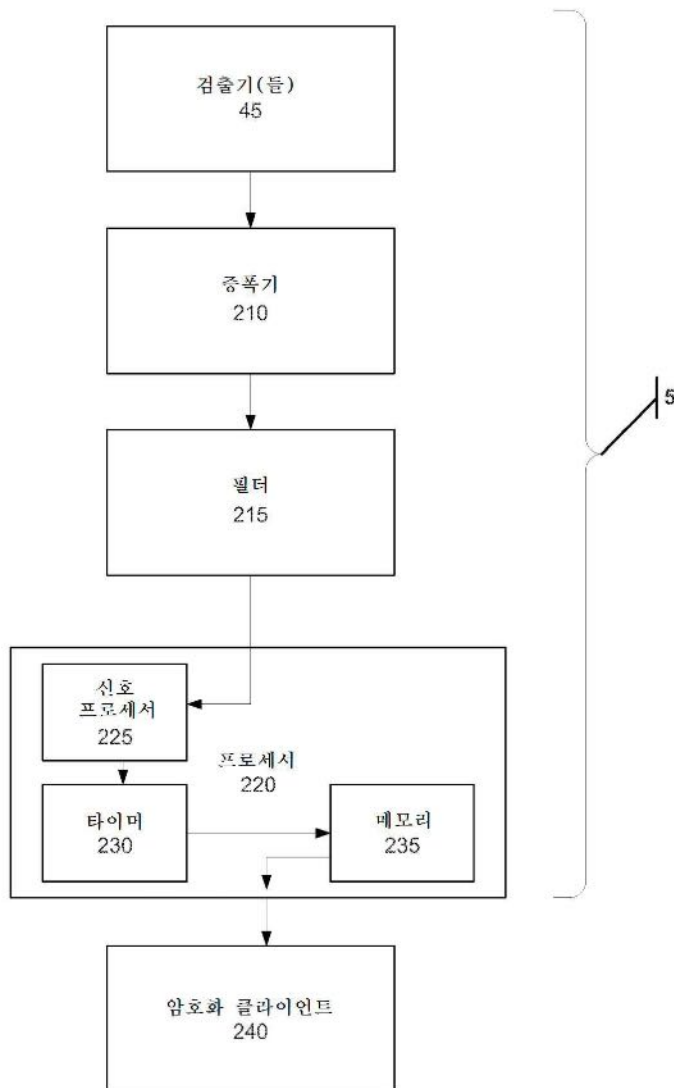 검출기(들)
45
증폭기
210
필터
215
신호
프로세서
225
프로세서
220
타이머
230
메모리
235
암호화 클라이언트
240
5